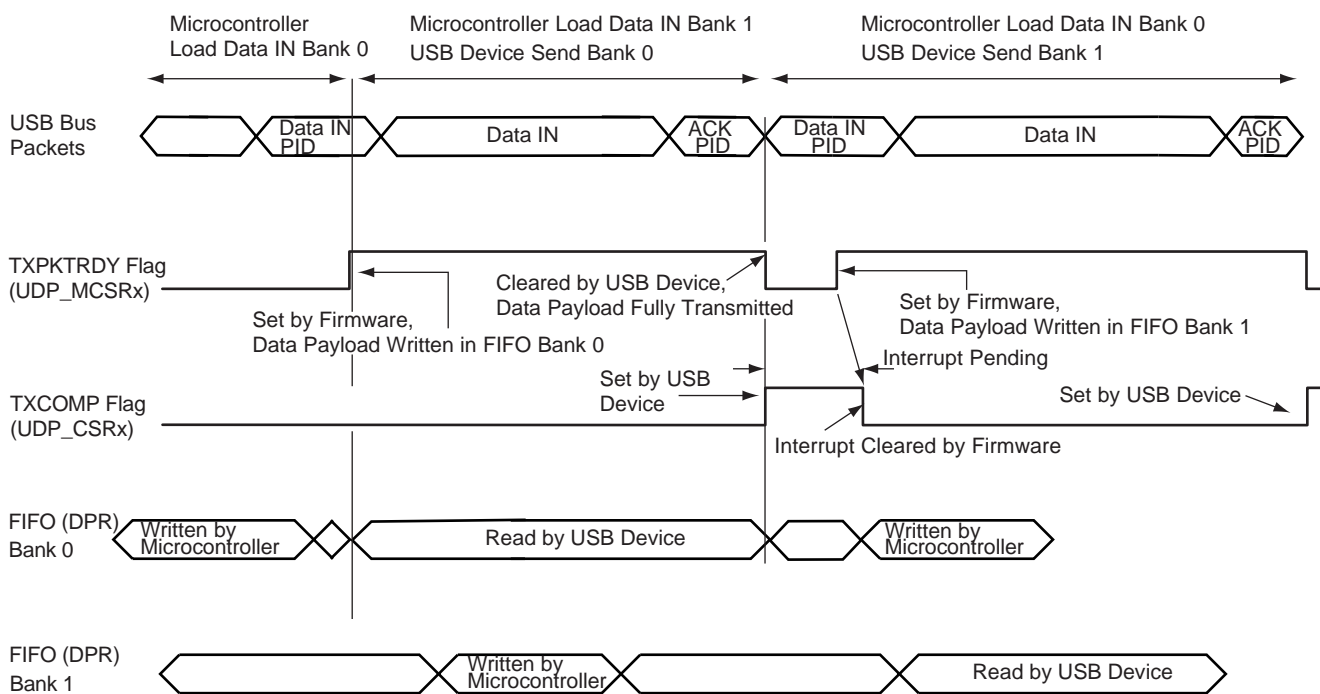 Microcontroller
Load Data IN Bank 0
Microcontroller Load Data IN Bank 1
USB Device Send Bank 0
Microcontroller Load Data IN Bank 0
USB Device Send Bank 1
USB Bus
Packets
Data IN
PID
Data IN
ACK
PID
Data IN
PID
Data IN
ACK
PID
TXPKTRDY Flag
(UDP_MCSRx)
Set by Firmware,
Data Payload Written in FIFO Bank 0
Cleared by USB Device,
Data Payload Fully Transmitted
Set by Firmware,
Data Payload Written in FIFO Bank 1
Interrupt Pending
Set by USB
Device
TXCOMP Flag
(UDP_CSRx)
Set by USB Device
Interrupt Cleared by Firmware
FIFO (DPR)
Bank 0
Written by
Microcontroller
Read by USB Device
Written by
Microcontroller
FIFO (DPR)
Bank 1
Written by
Microcontroller
Read by USB Device